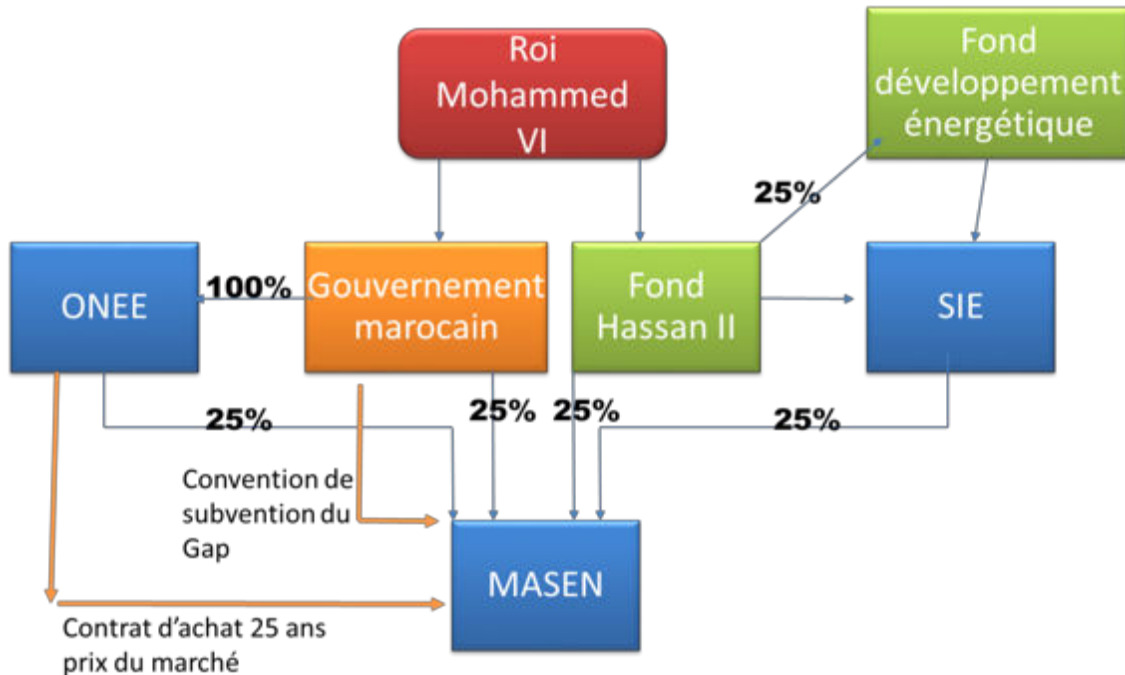 Roi
Mohammed
VI
Fond
développement
énergétique
25%
ONEE
100%
Gouvernement
marocain
Fond
Hassan II
SIE
25%
25%
25%
25%
Convention de
subvention du
Gap
MASEN
Contrat d'achat 25 ans
prix du marché